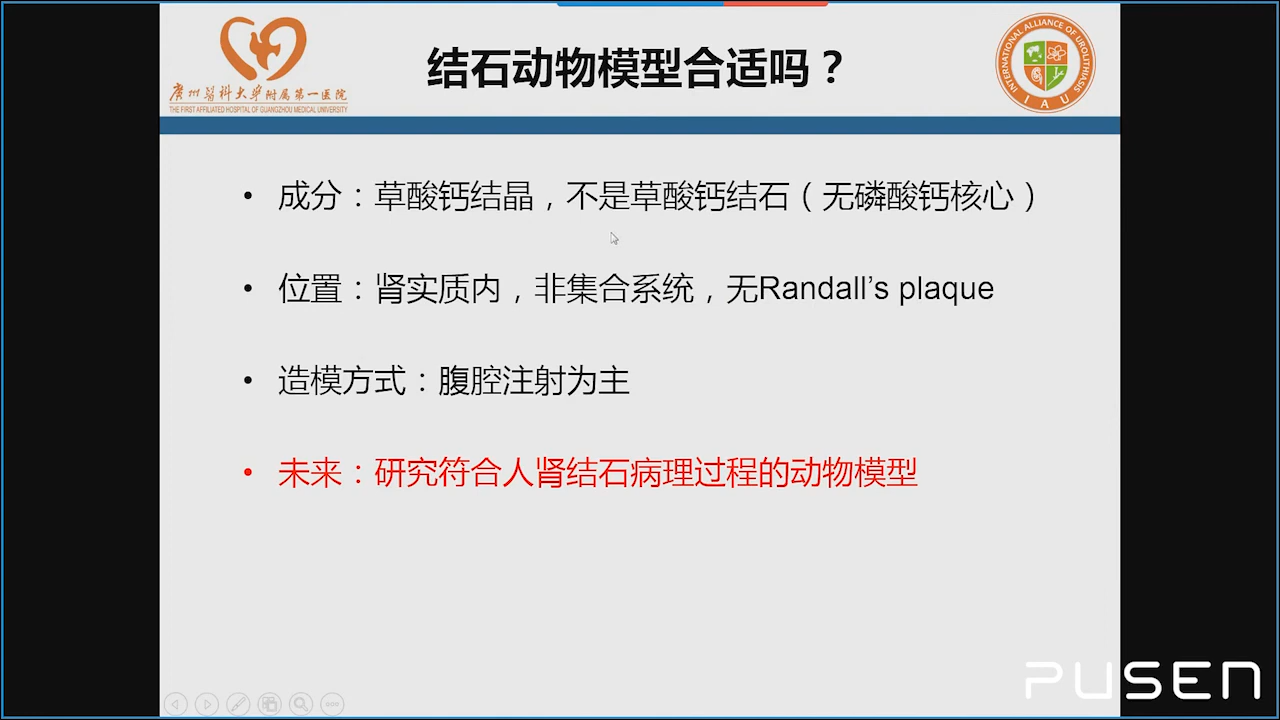 廣州醫科大學附属第一医院
THE FIRST AFFILIATED HOSPITAL OF GUANGZHOU MEDICAL UNIVERSITY
结石动物模型合适吗？
INTERNATIONAL ALLIANCE OF UROLITHIASIS
IAU
• 成分：草酸钙结晶，不是草酸钙结石（无磷酸钙核心）
• 位置：肾实质内，非集合系统，无Randall’s plaque
• 造模方式：腹腔注射为主
• 未来：研究符合人肾结石病理过程的动物模型
PUSEN